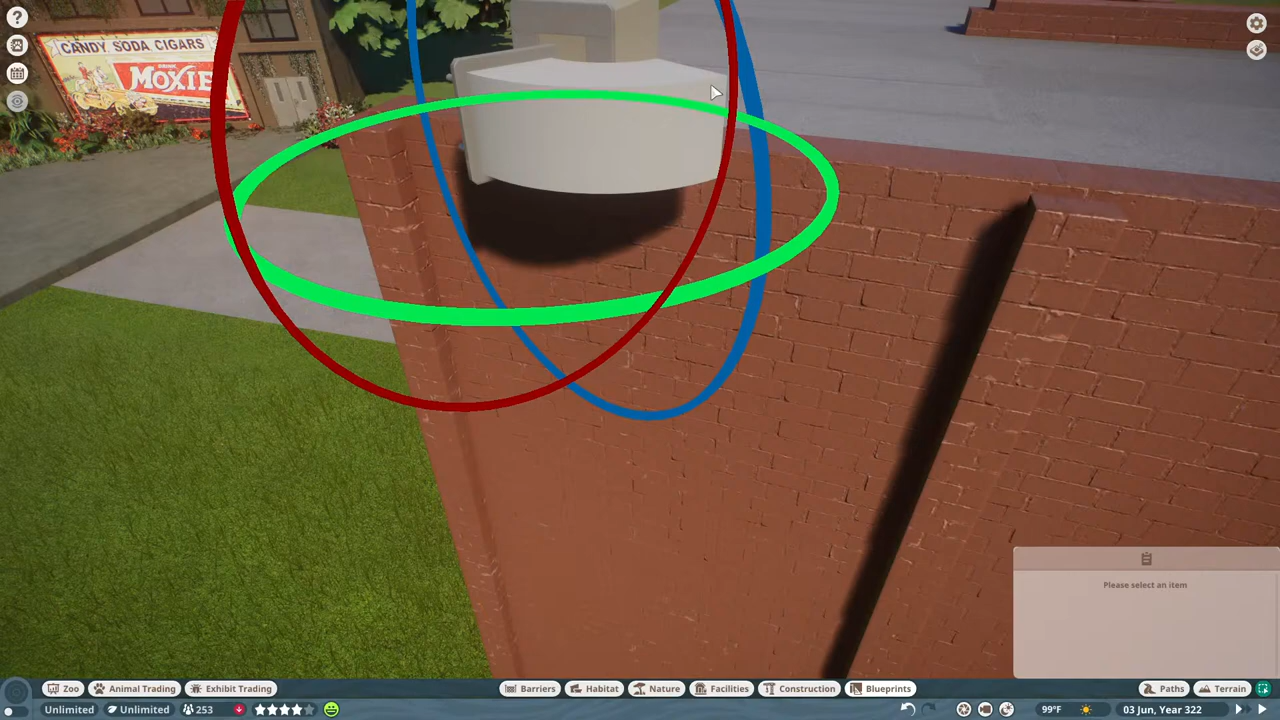 ?
CANDY SODA CIGARS
DRINK
MOXIE
Please select an item
Zoo
Animal Trading
Exhibit Trading
Barriers
Habitat
Nature
Facilities
Construction
Blueprints
Paths
Terrain
Unlimited
Unlimited
253
99°F
03 Jun, Year 322